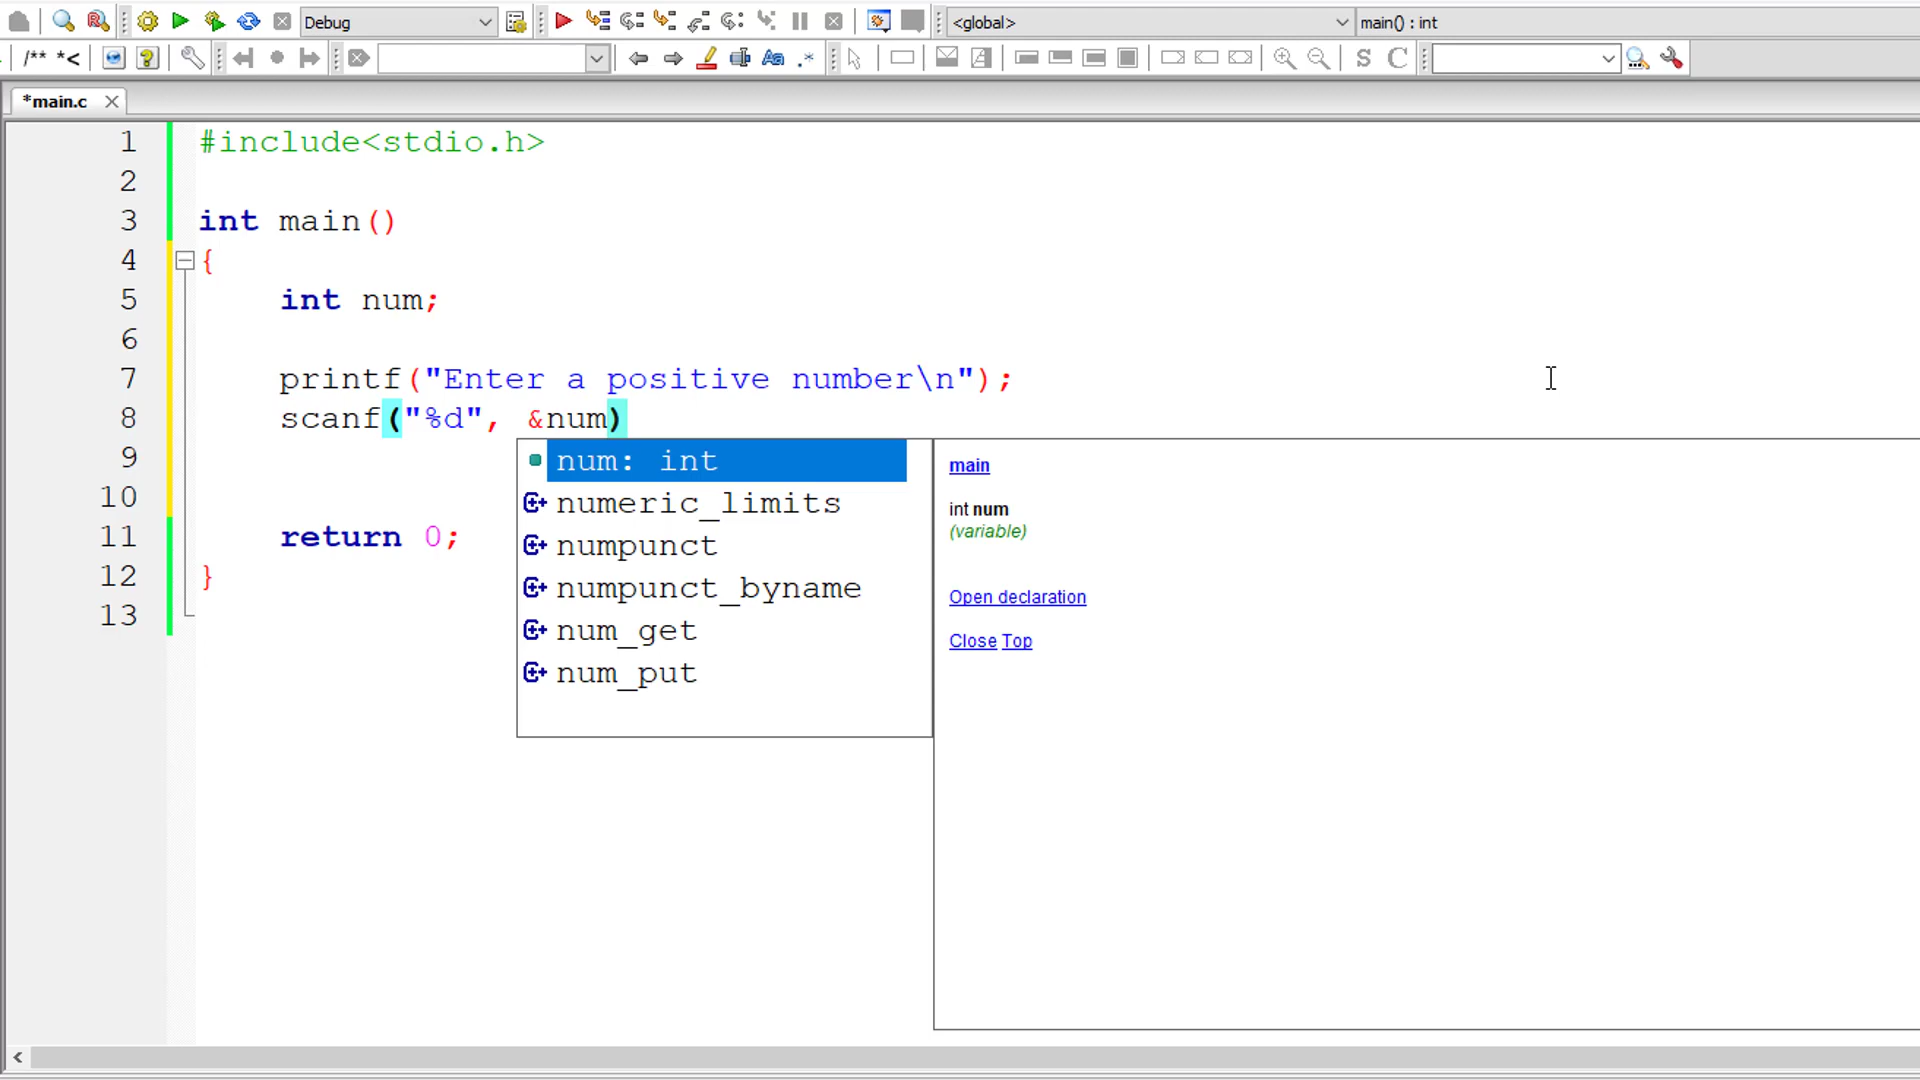 Debug
<global>
main() : int
/** *<
Aa
.*
S
C
*main.c
1 #include<stdio.h>
2
3 int main()
4 {
5 int num;
6
7 printf("Enter a positive number\n");
8 scanf("%d", &num)
9
10
11 return 0;
12 }
13
num: int
numeric_limits
numpunct
numpunct_byname
num_get
num_put
main
int num
(variable)
Open declaration
Close Top